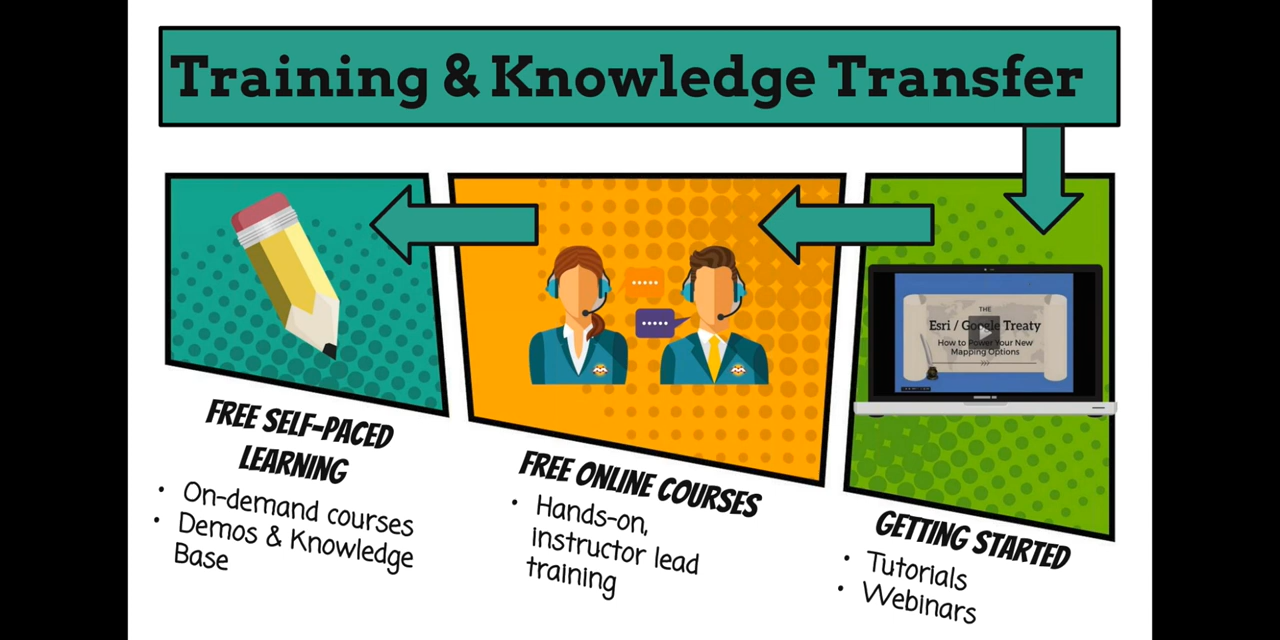 Training & Knowledge Transfer
THE
Esri / Google Treaty
How to Power Your New
Mapping Options
FREE SELF-PACED
LEARNING
• On-demand courses
• Demos & Knowledge
Base
FREE ONLINE COURSES
• Hands-on,
instructor lead
training
GETTING STARTED
• Tutorials
• Webinars